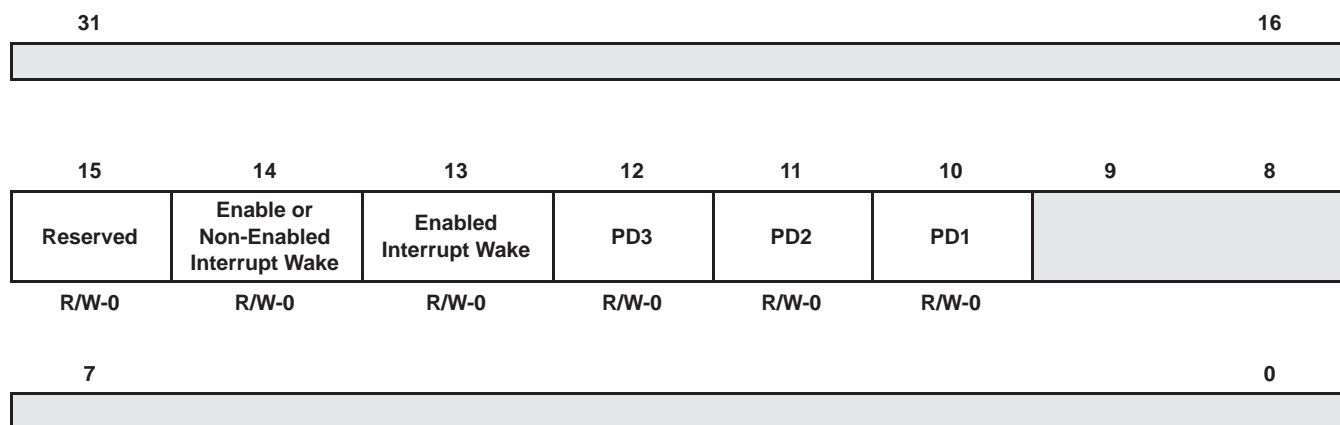 31 16
15 14 13 12 11 10 9 8
Reserved
Enable or
Non-Enabled
Interrupt Wake
Enabled
Interrupt Wake
PD3
PD2
PD1
R/W-0 R/W-0 R/W-0 R/W-0 R/W-0 R/W-0
7 0